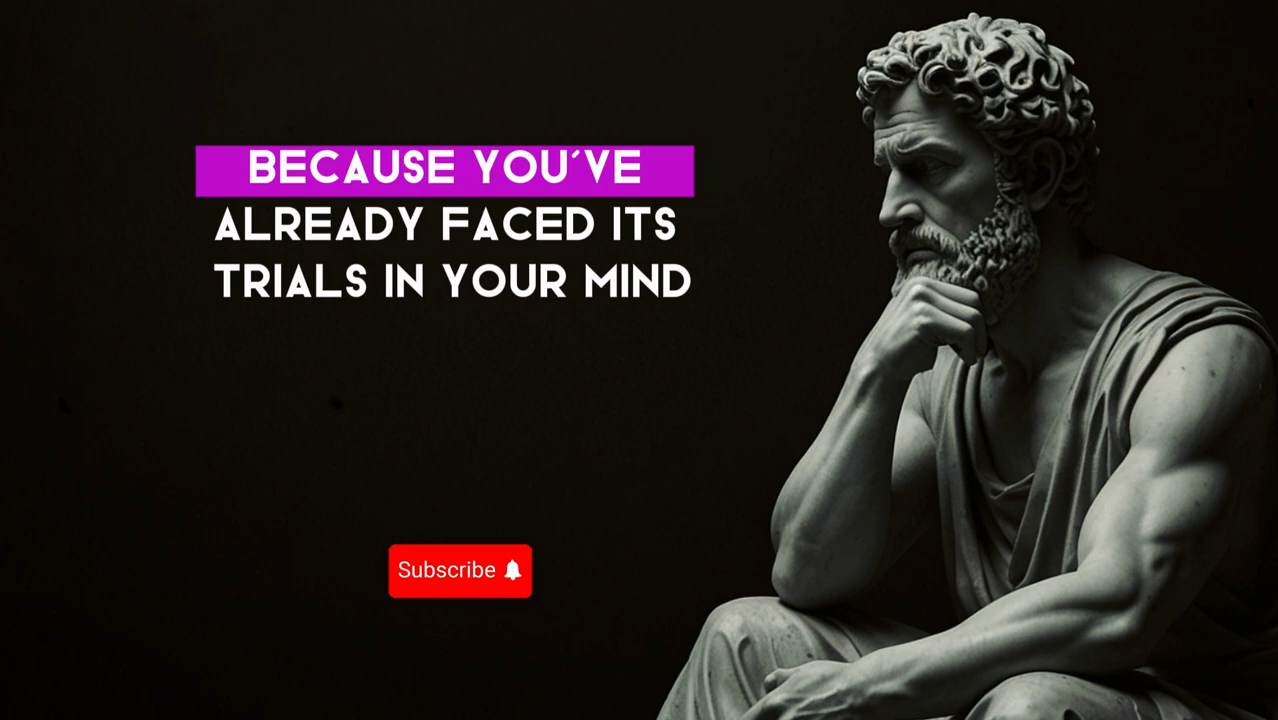 BECAUSE YOU'VE
ALREADY FACED ITS
TRIALS IN YOUR MIND
Subscribe